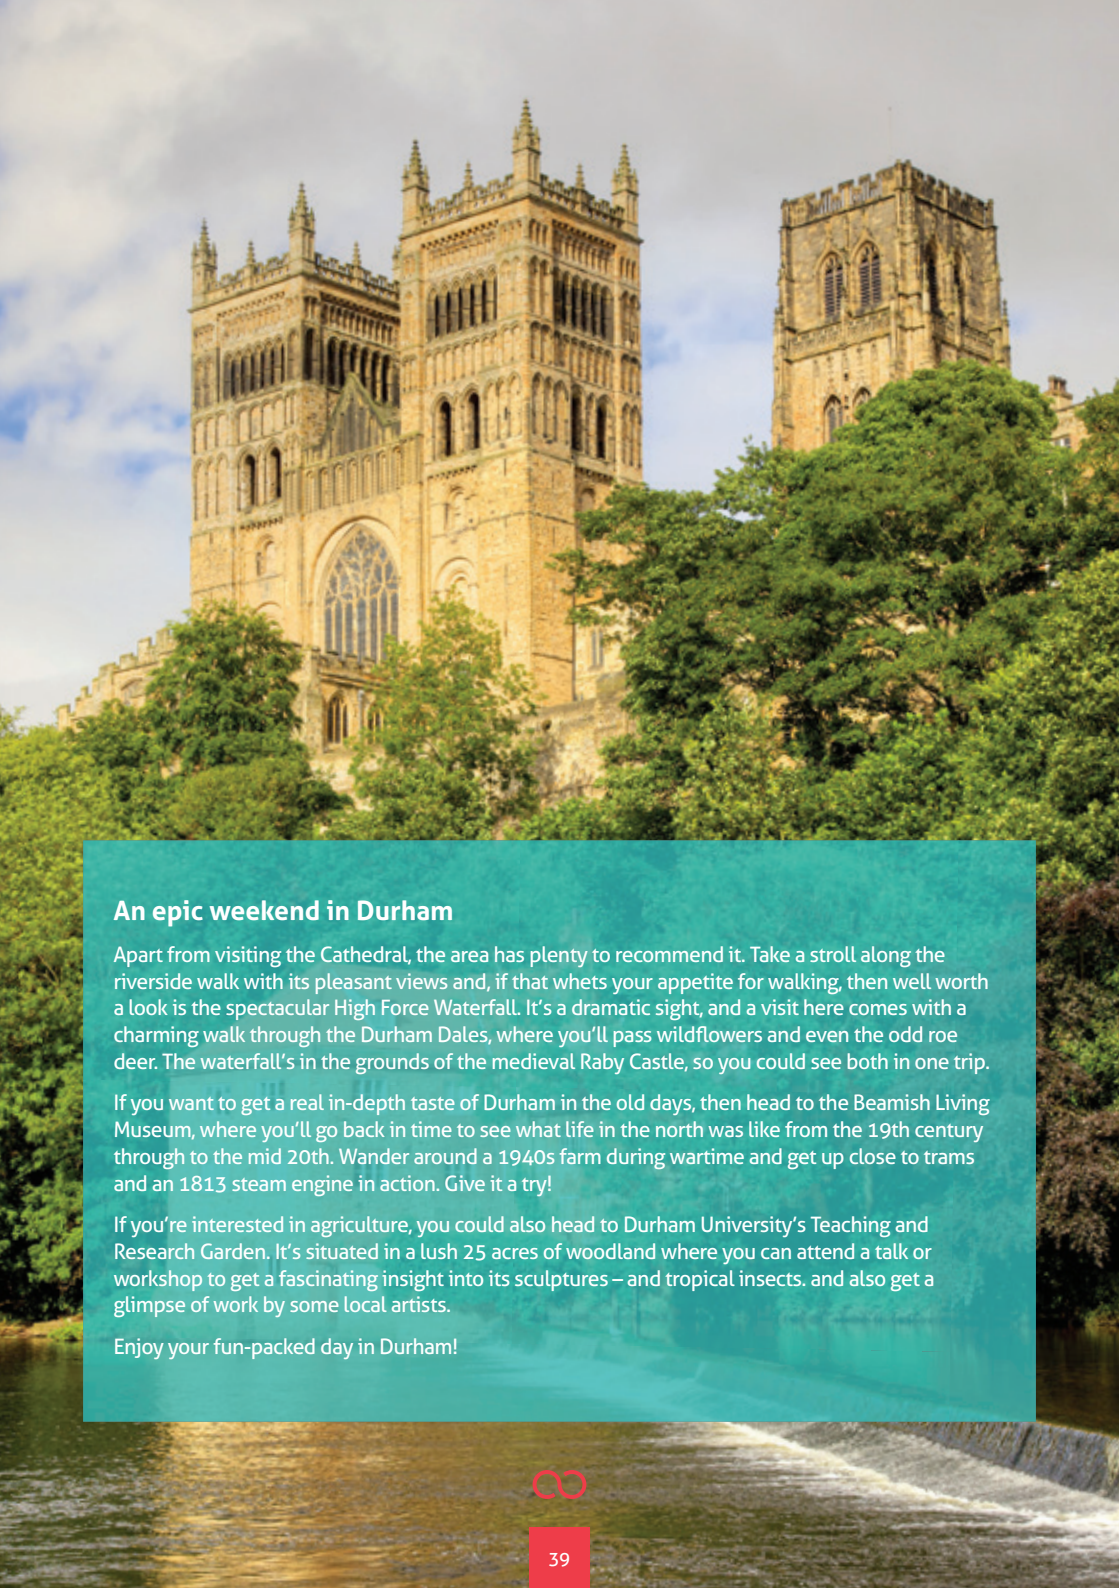 An epic weekend in Durham
Apart from visiting the Cathedral, the area has plenty to recommend it. Take a stroll along the
riverside walk with its pleasant views and, if that whets your appetite for walking, then well worth
a look is the spectacular High Force Waterfall. It's a dramatic sight, and a visit here comes with a
charming walk through the Durham Dales, where you'll pass wildflowers and even the odd roe
deer. The waterfall's in the grounds of the medieval Raby Castle, so you could see both in one trip.
If you want to get a real in-depth taste of Durham in the old days, then head to the Beamish Living
Museum, where you'll go back in time to see what life in the north was like from the 19th century
through to the mid 20th. Wander around a 1940s farm during wartime and get up close to trams
and an 1813 steam engine in action. Give it a try!
If you're interested in agriculture, you could also head to Durham University's Teaching and
Research Garden. It's situated in a lush 25 acres of woodland where you can attend a talk or
workshop to get a fascinating insight into its sculptures – and tropical insects. and also get a
glimpse of work by some local artists.
Enjoy your fun-packed day in Durham!
39